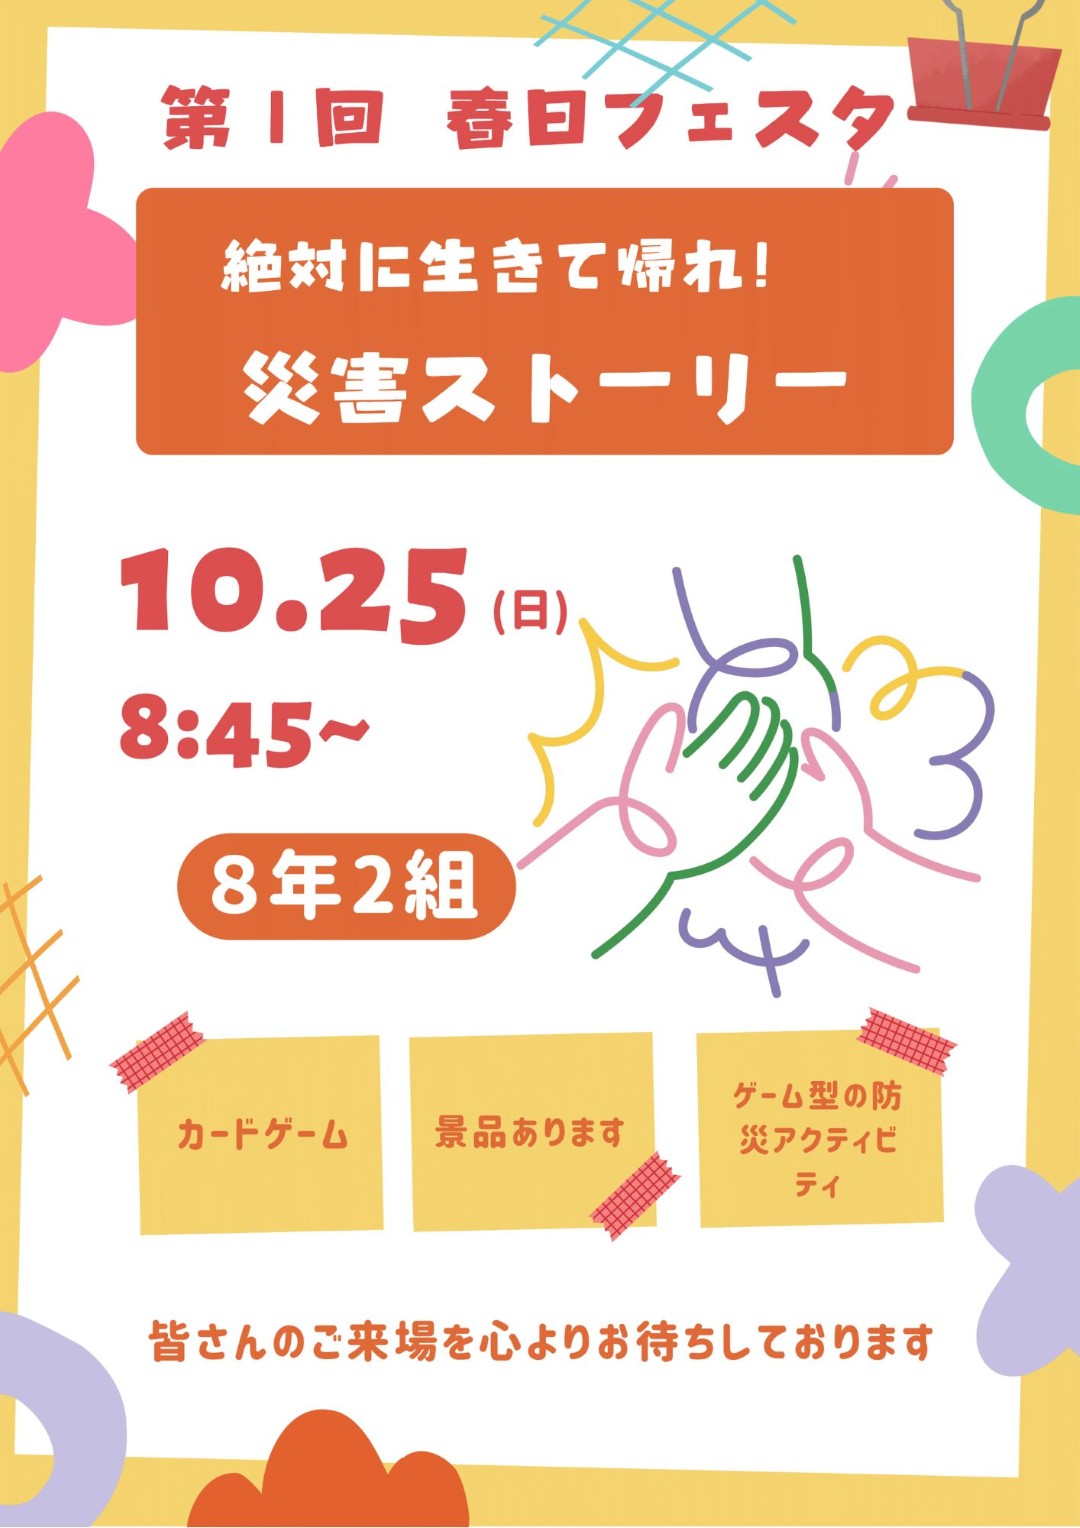 第1回 春日フェスタ
絶対に生きて帰れ!
災害ストーリー
10.25(日)
8:45~
8年2組
カードゲーム
景品あります
ゲーム型の防
災アクティビ
ティ
皆さんのご来場を心よりお待ちしております